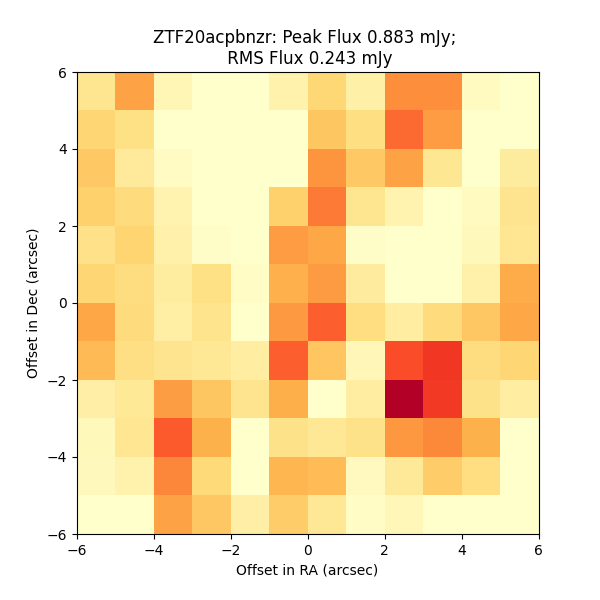 ZTF20acpbnzr: Peak Flux 0.883 mJy;
RMS Flux 0.243 mJy
6
4
2
0
−2
−4
−6
Offset in Dec (arcsec)
−6 −4 −2 0 2 4 6
Offset in RA (arcsec)